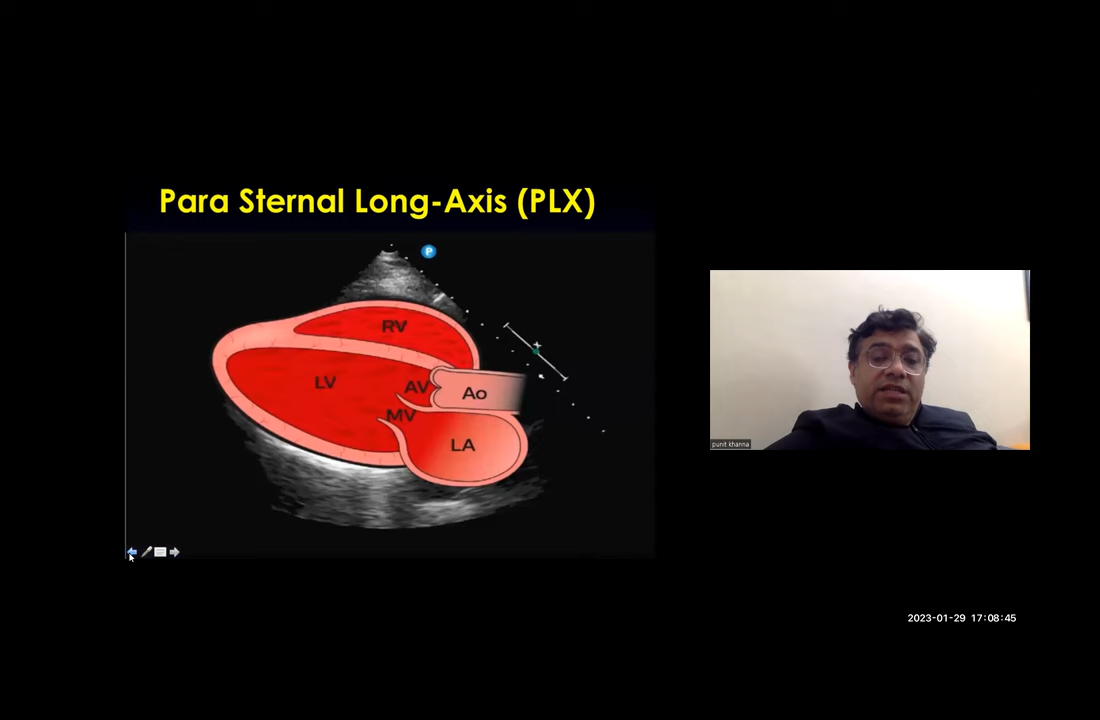 Para Sternal Long-Axis (PLX)
P
RV
LV
AV
Ao
MV
LA
punit khanna
2023-01-29 17:08:45